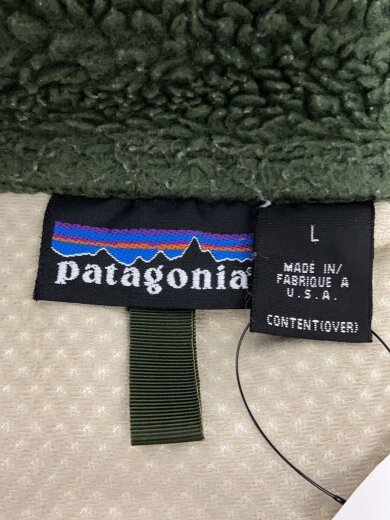 patagonia®
L
MADE IN/
FABRIQUE A
U.S.A.
CONTENT(OVER)